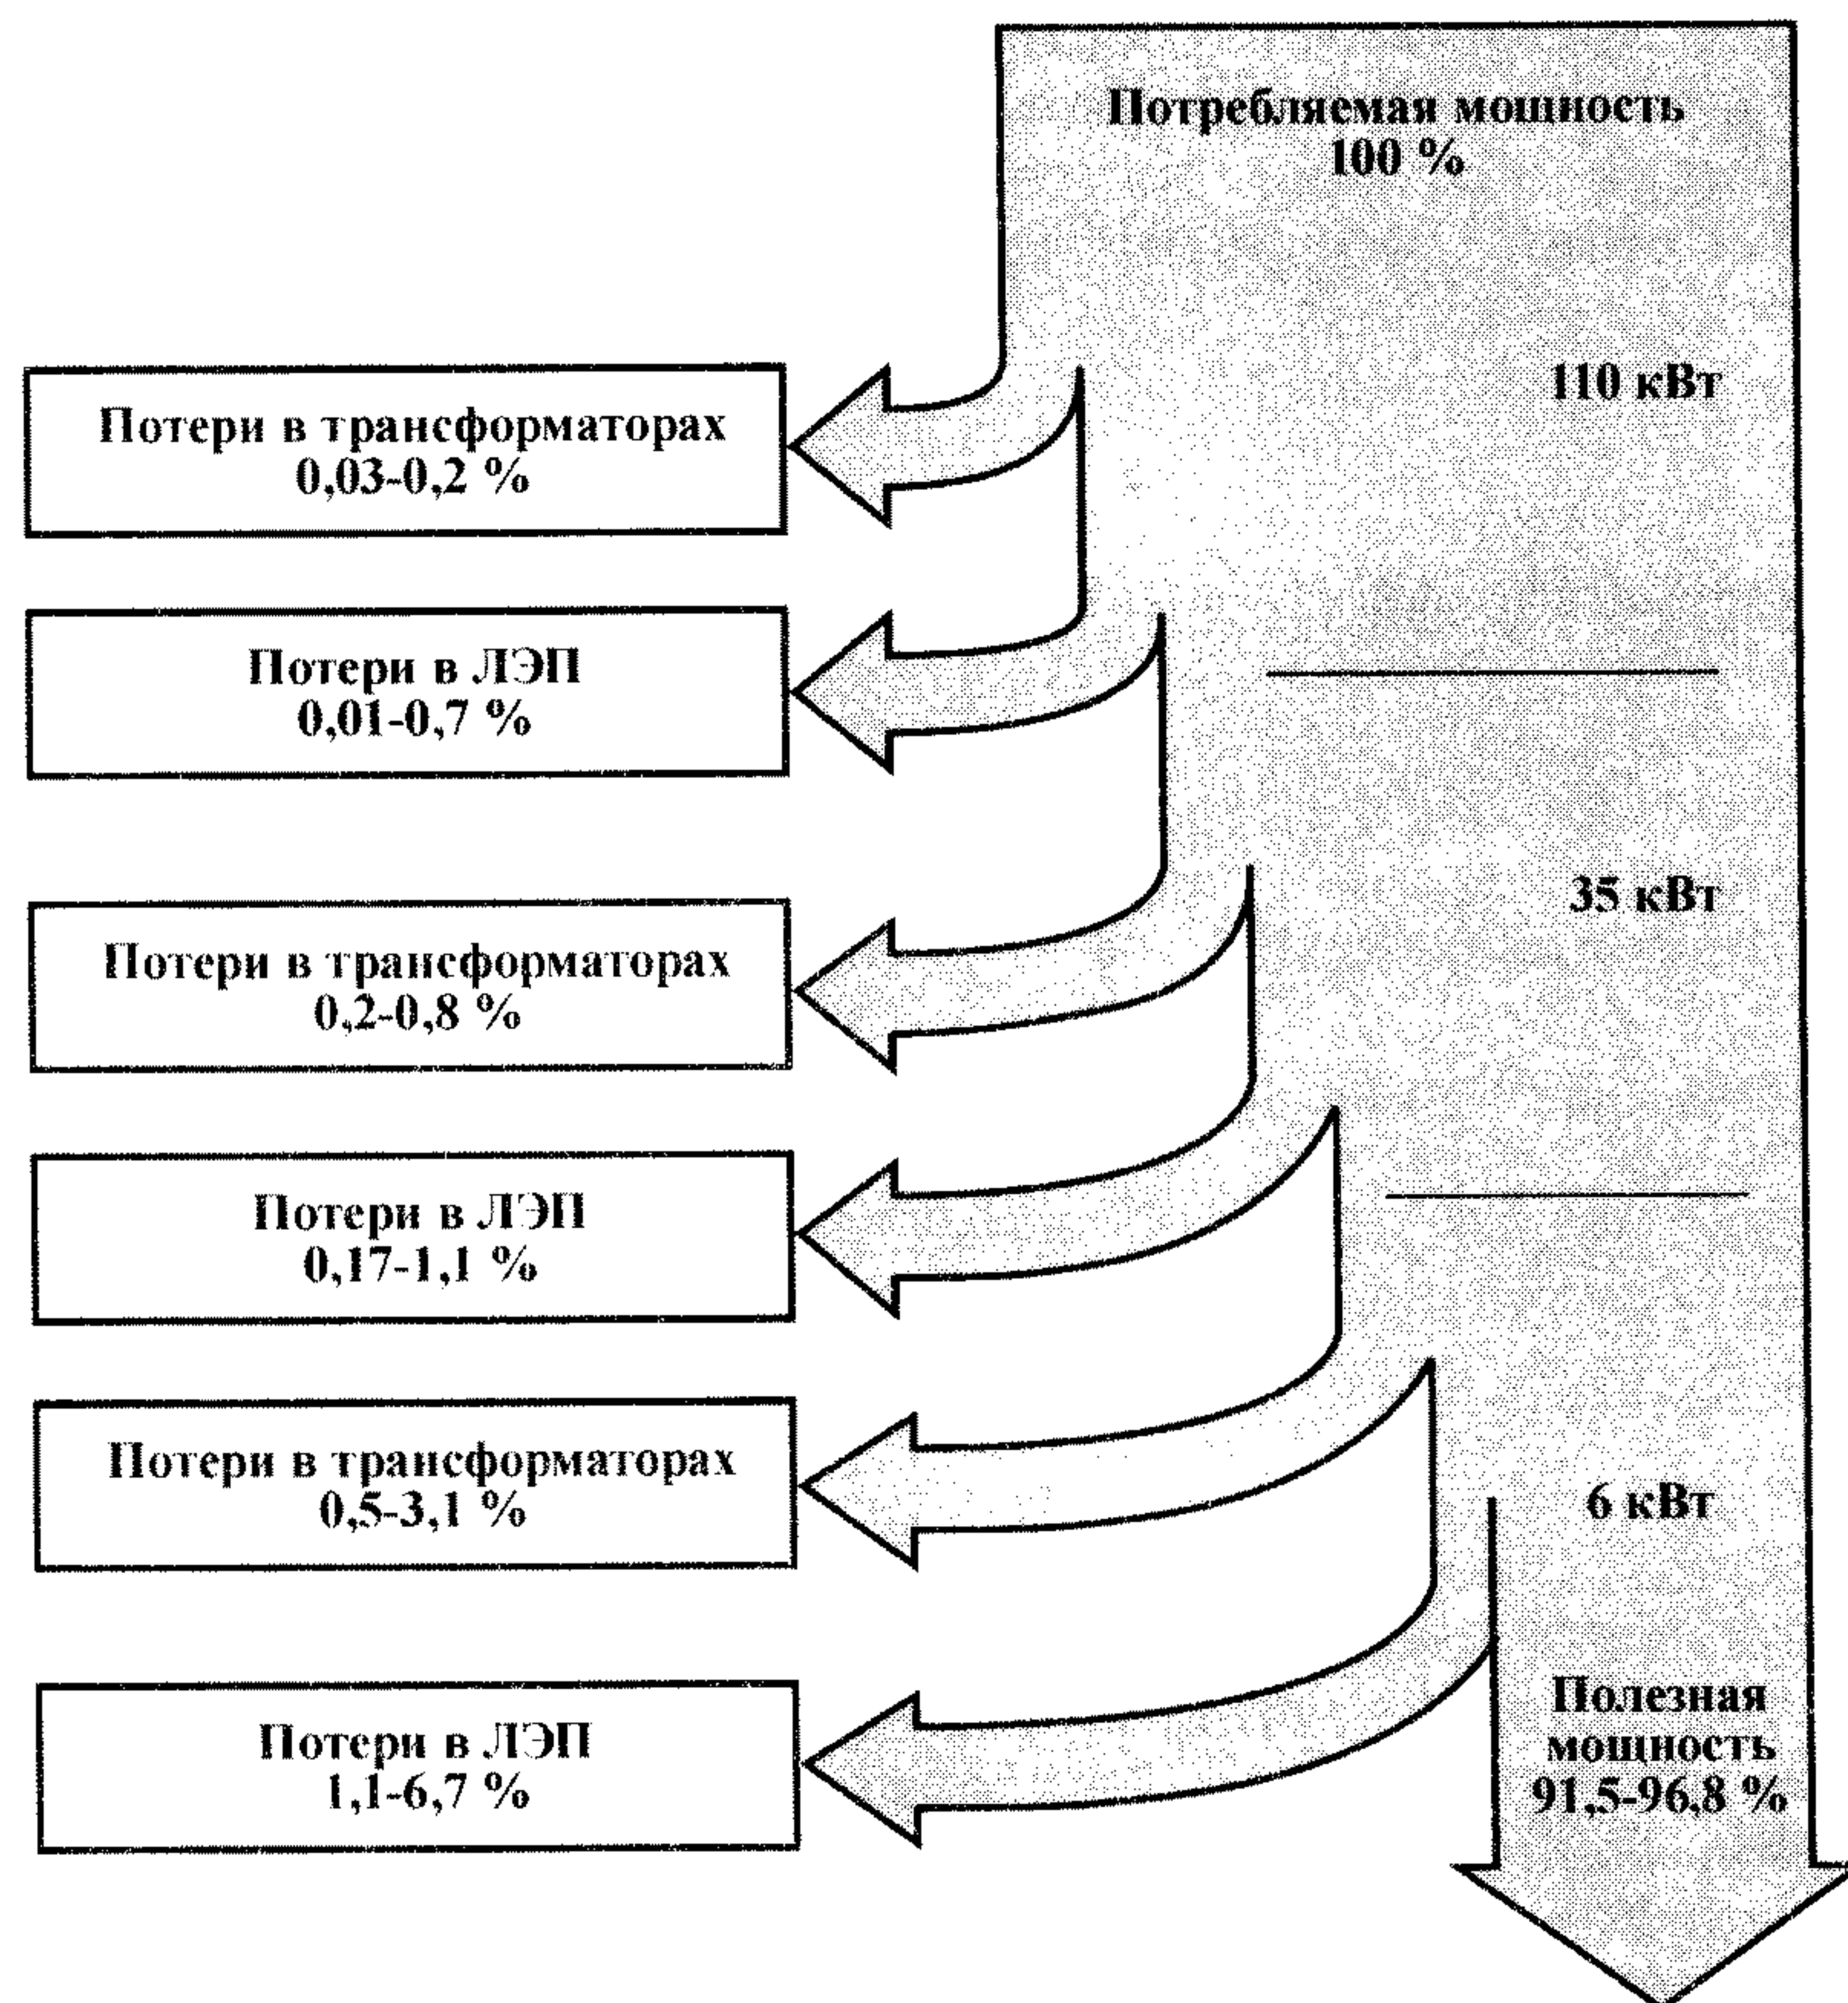 Потребляемая мощность
100 %
110 кВт
Потери в трансформаторах
0,03-0,2 %
Потери в ЛЭП
0,01-0,7 %
35 кВт
Потери в трансформаторах
0,2-0,8 %
Потери в ЛЭП
0,17-1,1 %
Потери в трансформаторах
0,5-3,1 %
6 кВт
Потери в ЛЭП
1,1-6,7 %
Полезная
мощность
91,5-96,8 %